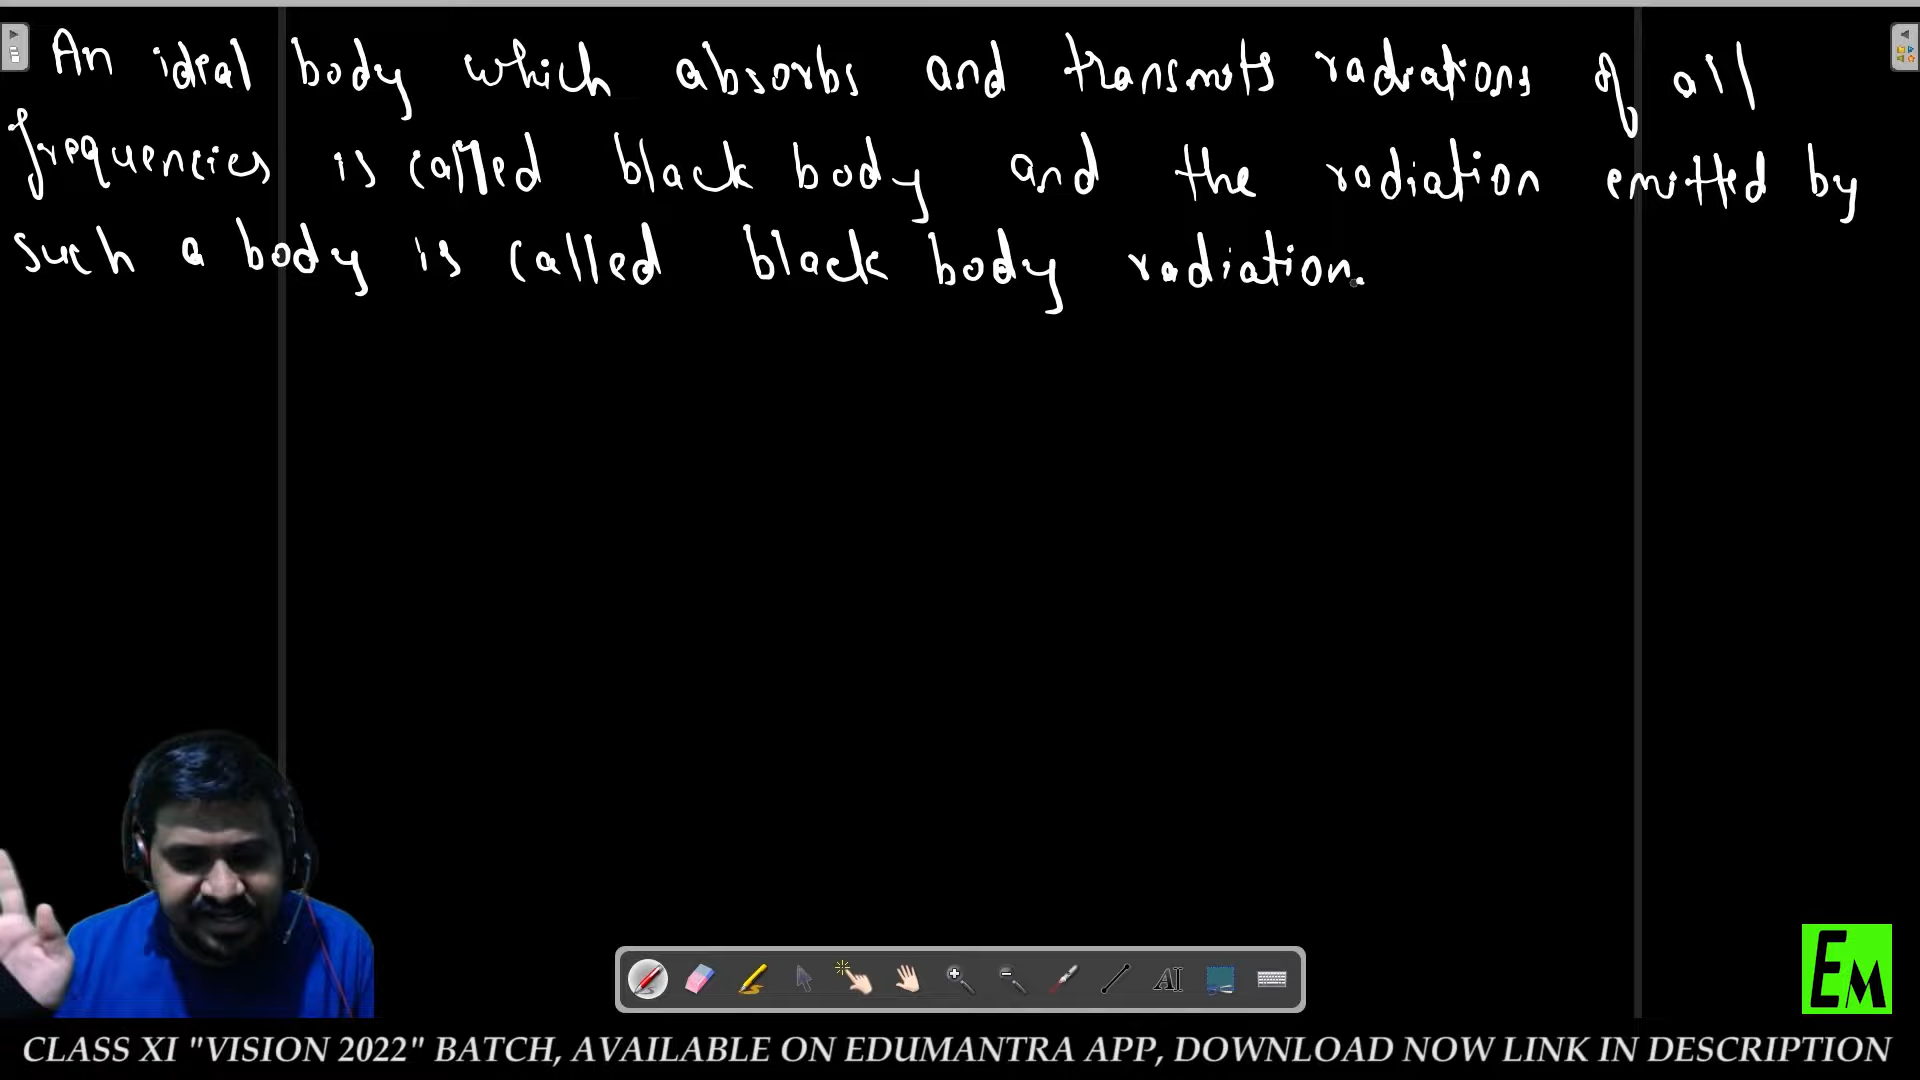 An ideal body which absorbs and transmits radiations of all
frequencies is called black body and the radiation emitted by
such a body is called black body radiation.
AI
EM
CLASS XI "VISION 2022" BATCH, AVAILABLE ON EDUMANTRA APP, DOWNLOAD NOW LINK IN DESCRIPTION